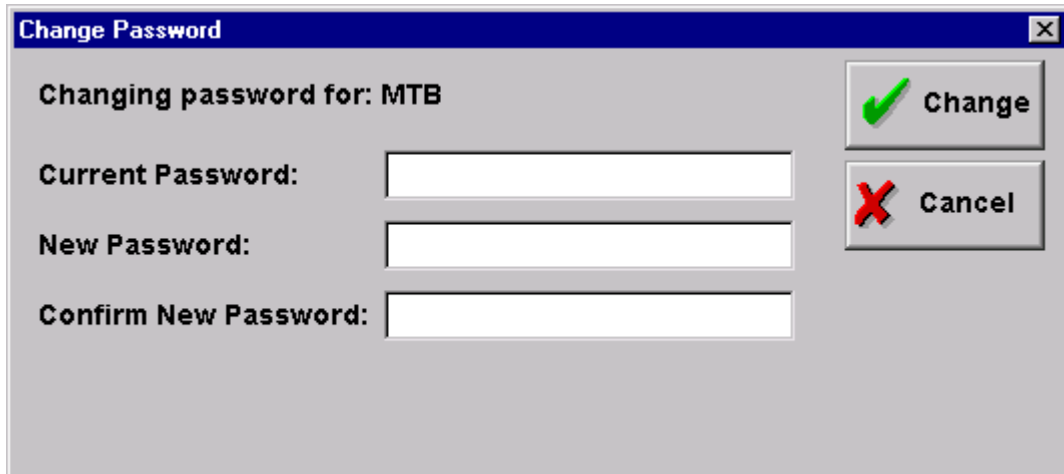 Change Password
Changing password for: MTB
Change
Current Password:
Cancel
New Password:
Confirm New Password: